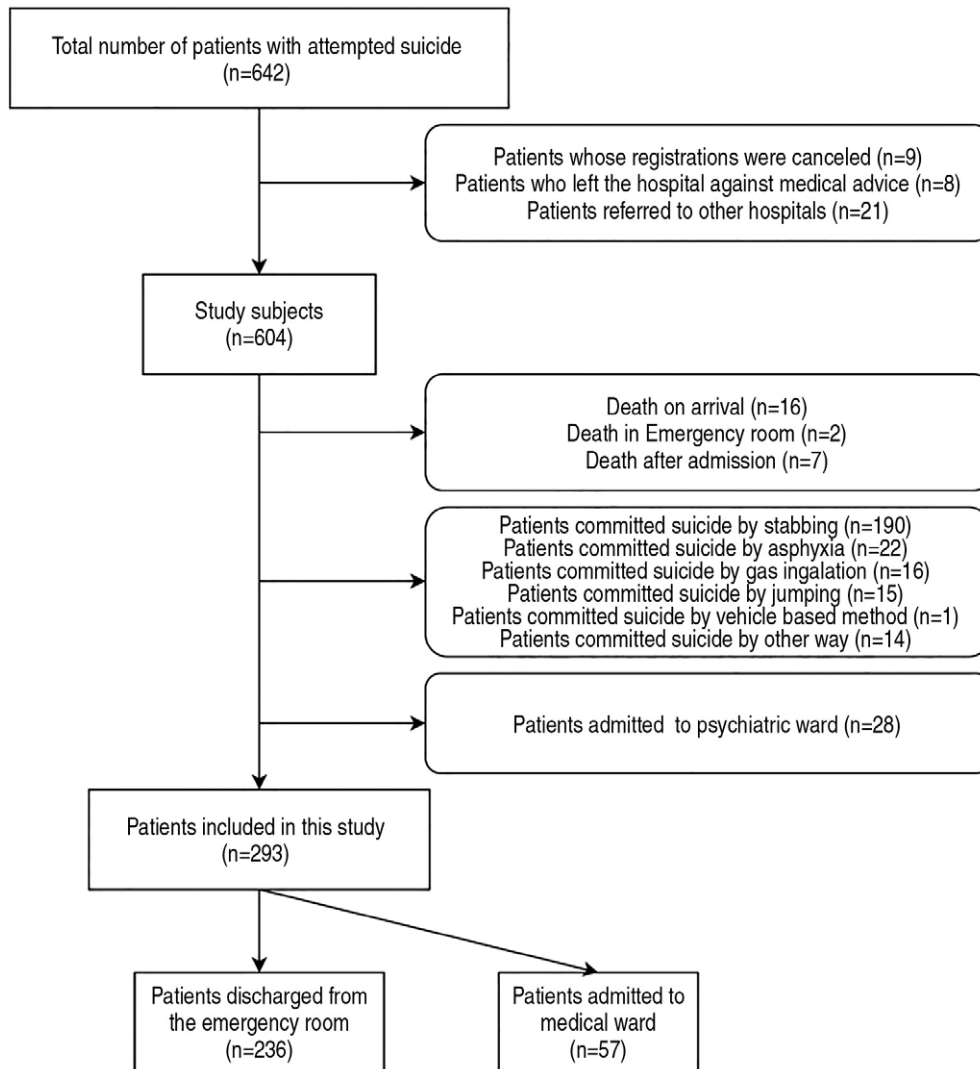 Total number of patients with attempted suicide
(n=642)
Patients whose registrations were canceled (n=9)
Patients who left the hospital against medical advice (n=8)
Patients referred to other hospitals (n=21)
Study subjects
(n=604)
Death on arrival (n=16)
Death in Emergency room (n=2)
Death after admission (n=7)
Patients committed suicide by stabbing (n=190)
Patients committed suicide by asphyxia (n=22)
Patients committed suicide by gas ingalation (n=16)
Patients committed suicide by jumping (n=15)
Patients committed suicide by vehicle based method (n=1)
Patients committed suicide by other way (n=14)
Patients admitted to psychiatric ward (n=28)
Patients included in this study
(n=293)
Patients discharged from
the emergency room
(n=236)
Patients admitted to
medical ward
(n=57)